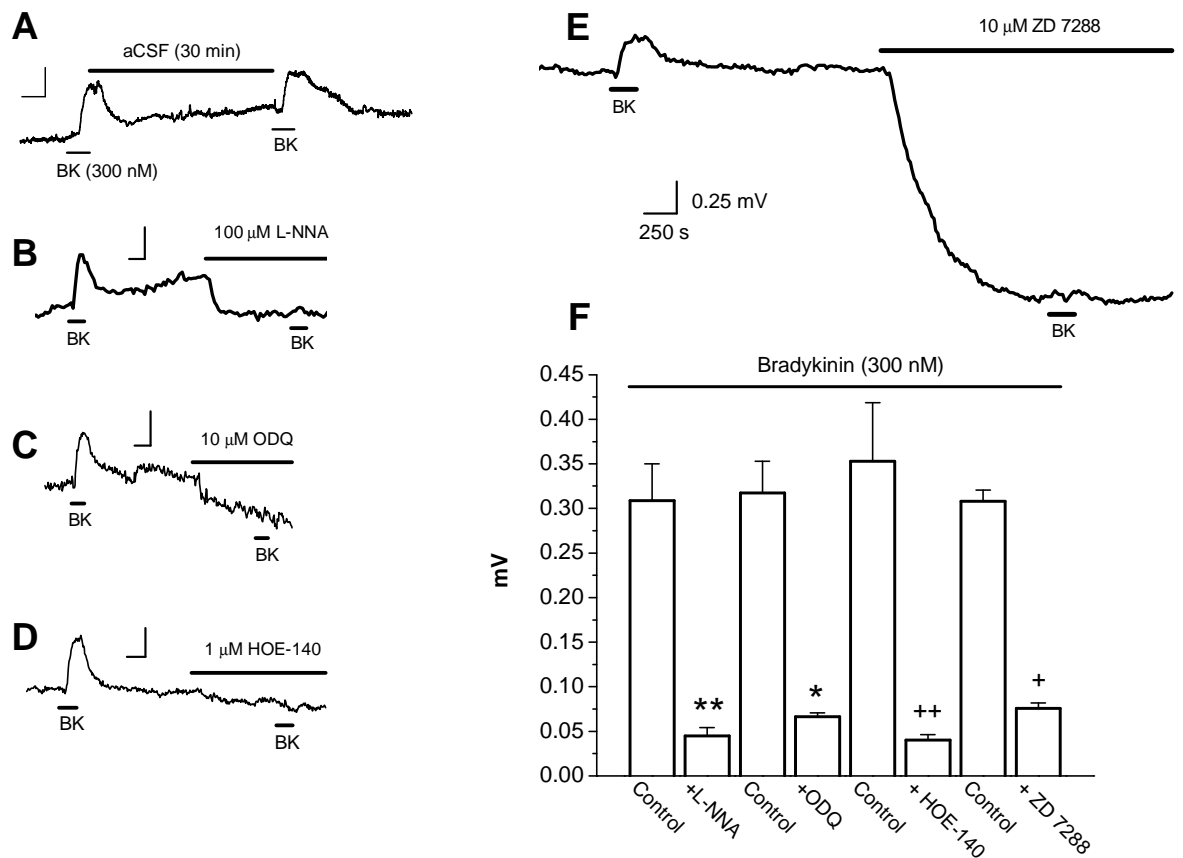 A
aCSF (30 min)
BK
BK (300 nM)
B
100 μM L-NNA
BK
BK
C
10 μM ODQ
BK
BK
D
1 μM HOE-140
BK
BK
E
10 μM ZD 7288
BK
0.25 mV
250 s
BK
F
Bradykinin (300 nM)
0.45
0.40
0.35
0.30
0.25
0.20
0.15
0.10
0.05
0.00
mV
**
*
++
+
Control
+L-NNA
Control
+ODQ
Control
+ HOE-140
Control
+ ZD 7288